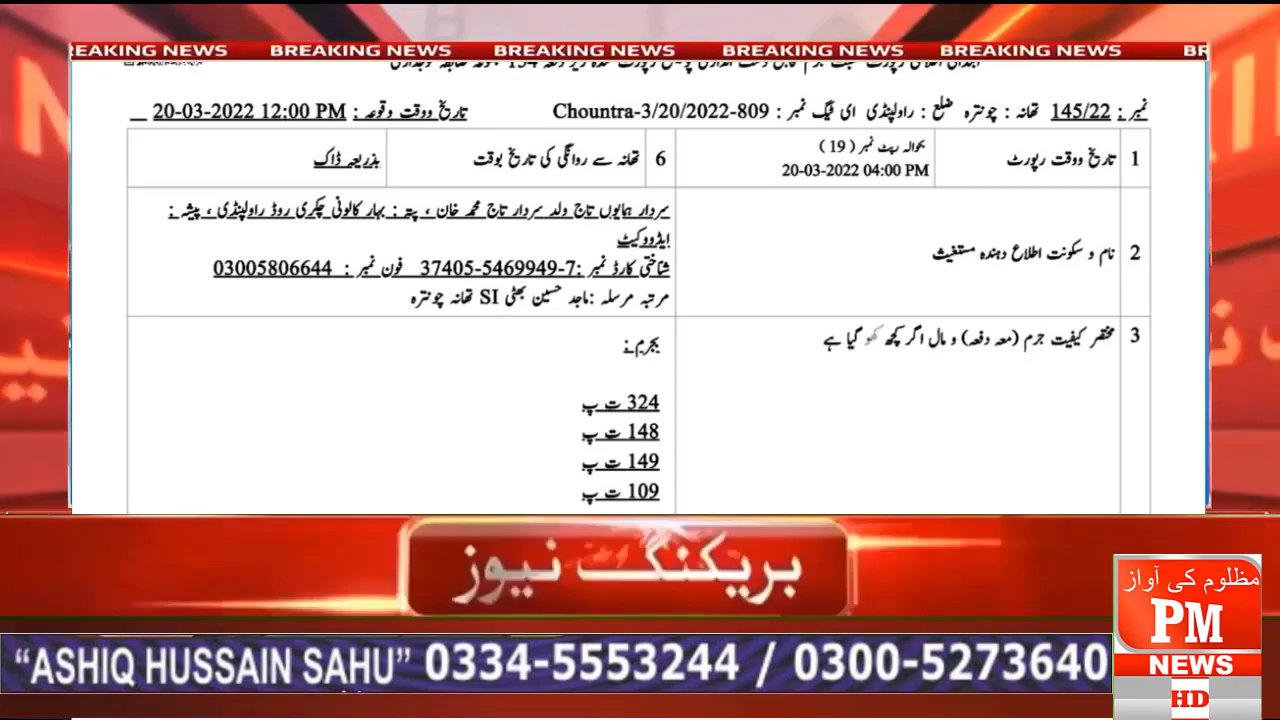 BREAKING NEWS BREAKING NEWS BREAKING NEWS BREAKING NEWS BREAKING NEWS
نمبر : 145/22 تھانہ : چونترہ ضلع : راولپنڈی ای ٹیگ نمبر : Chountra-3/20/2022-809 تاریخ ووقت وقوعہ : 20-03-2022 12:00 PM
1 تاریخ ووقت رپورٹ
بحوالہ رپٹ نمبر ( 19 )
20-03-2022 04:00 PM
6 تھانہ سے روانگی کی تاریخ بوقت
بذریعہ ڈاک
2 نام و سکونت اطلاع دہندہ مستغیث
سردار ہمایوں تاج ولد سردار تاج محمد خان ، پتہ : بہار کالونی چکری روڈ راولپنڈی ، پیشہ :
ایڈووکیٹ
شناختی کارڈ نمبر : 37405-5469949-7 فون نمبر : 03005806644
مرتبہ مرسلہ : ماجد حسین بھٹی SI تھانہ چونترہ
3 مختصر کیفیت جرم (معہ دفعہ) و مال اگر کچھ کھو گیا ہے
بجرم :
324 ت پ
148 ت پ
149 ت پ
109 ت پ
بریکنگ نیوز
مظلوم کی آواز
PM
NEWS
HD
“ASHIQ HUSSAIN SAHU” 0334-5553244 / 0300-5273640